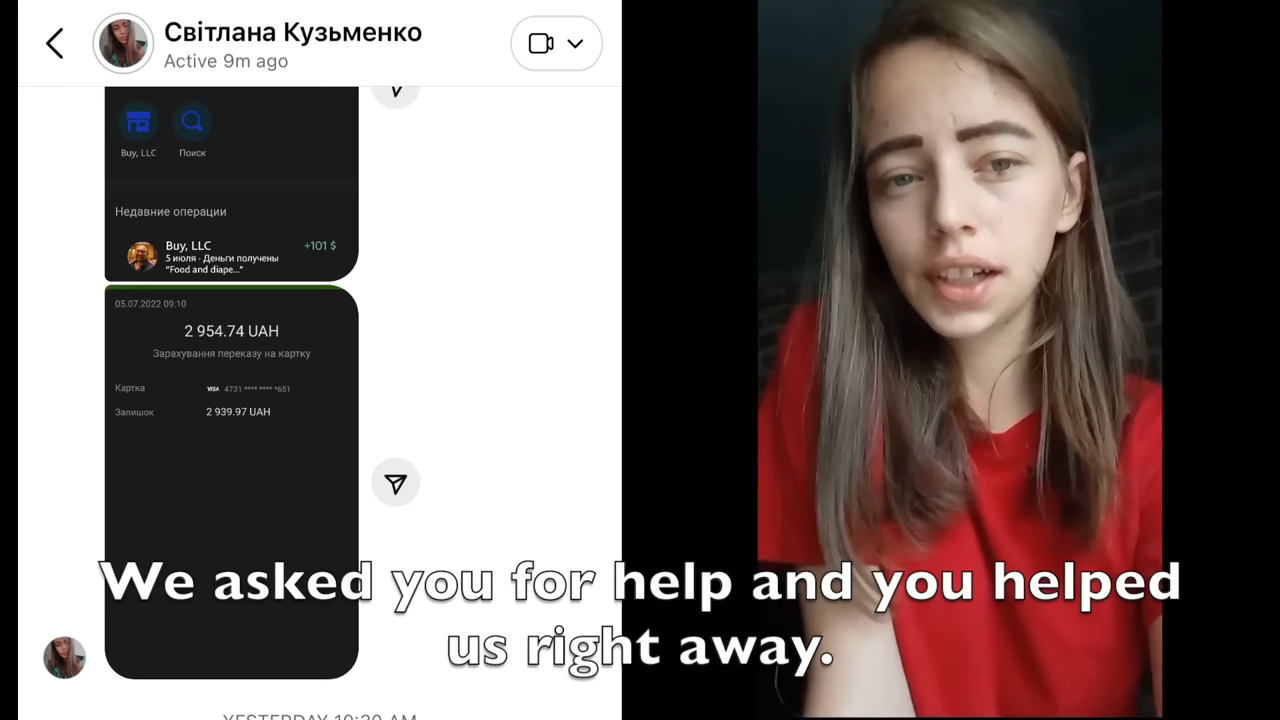 Світлана Кузьменко
Active 9m ago
Buy, LLC
Поиск
Недавние операции
Buy, LLC
+101 $
5 июля · Деньги получены
“Food and diape...”
05.07.2022 09:10
2 954.74 UAH
Зарахування переказу на картку
Картка
VISA 4731 **** **** *651
Залишок
2 939.97 UAH
We asked you for help and you helped
us right away.
YESTERDAY 10:20 AM